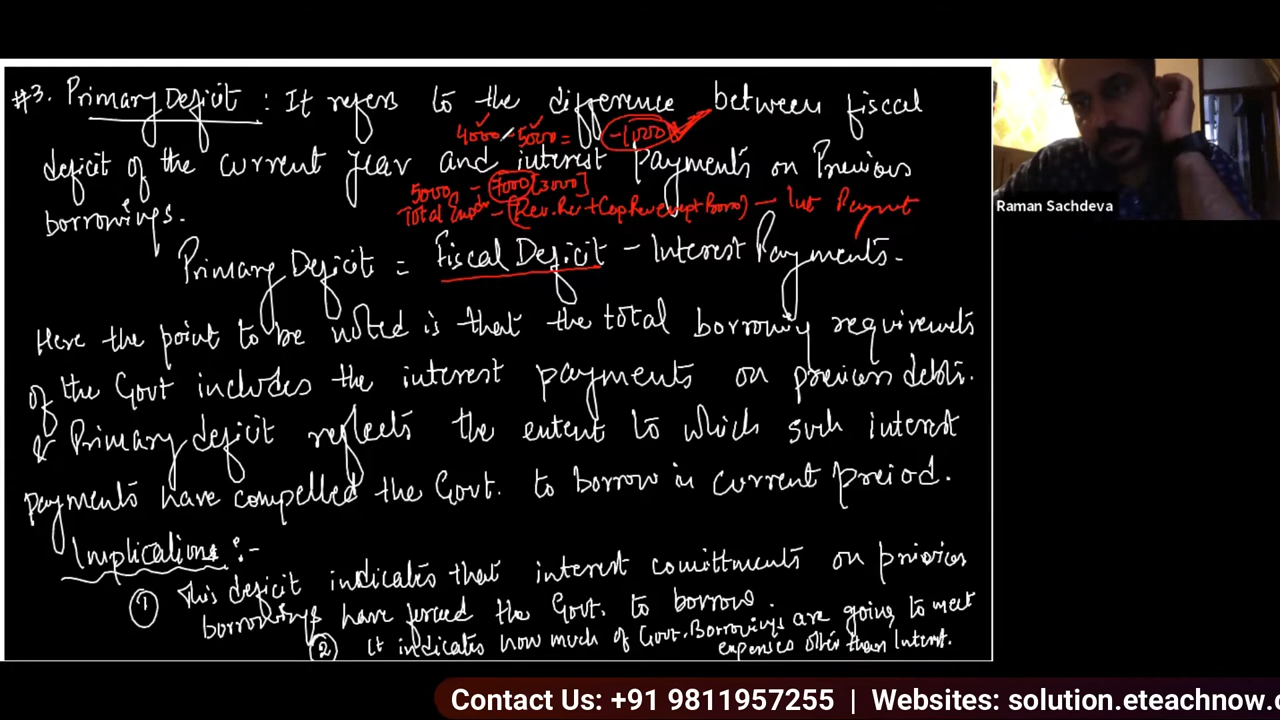 #3. Primary Deficit : It refers to the difference between fiscal
4000 - 5000 = -1000
deficit of the current year and interest payments on Previous
5000 - 7000 [3000]
borrowings.
Total - (Rev. Rev + Cap Rev except Borro) - Int Payment
Primary Deficit = Fiscal Deficit - Interest Payments.
Here the point to be noted is that the total borrowing requirements
of the Govt includes the interest payments on previous debts.
& Primary deficit reflects the extent to which such interest
payments have compelled the Govt. to borrow in current preiod.
Implications :-
① This deficit indicates that interest comittments on previous
borrowings have forced the Govt. to borrow
② It indicates how much of Govt. Borrowings are going to meet
expenses other than Interest.
Raman Sachdeva
Contact Us: +91 9811957255 | Websites: solution.eteachnow.c